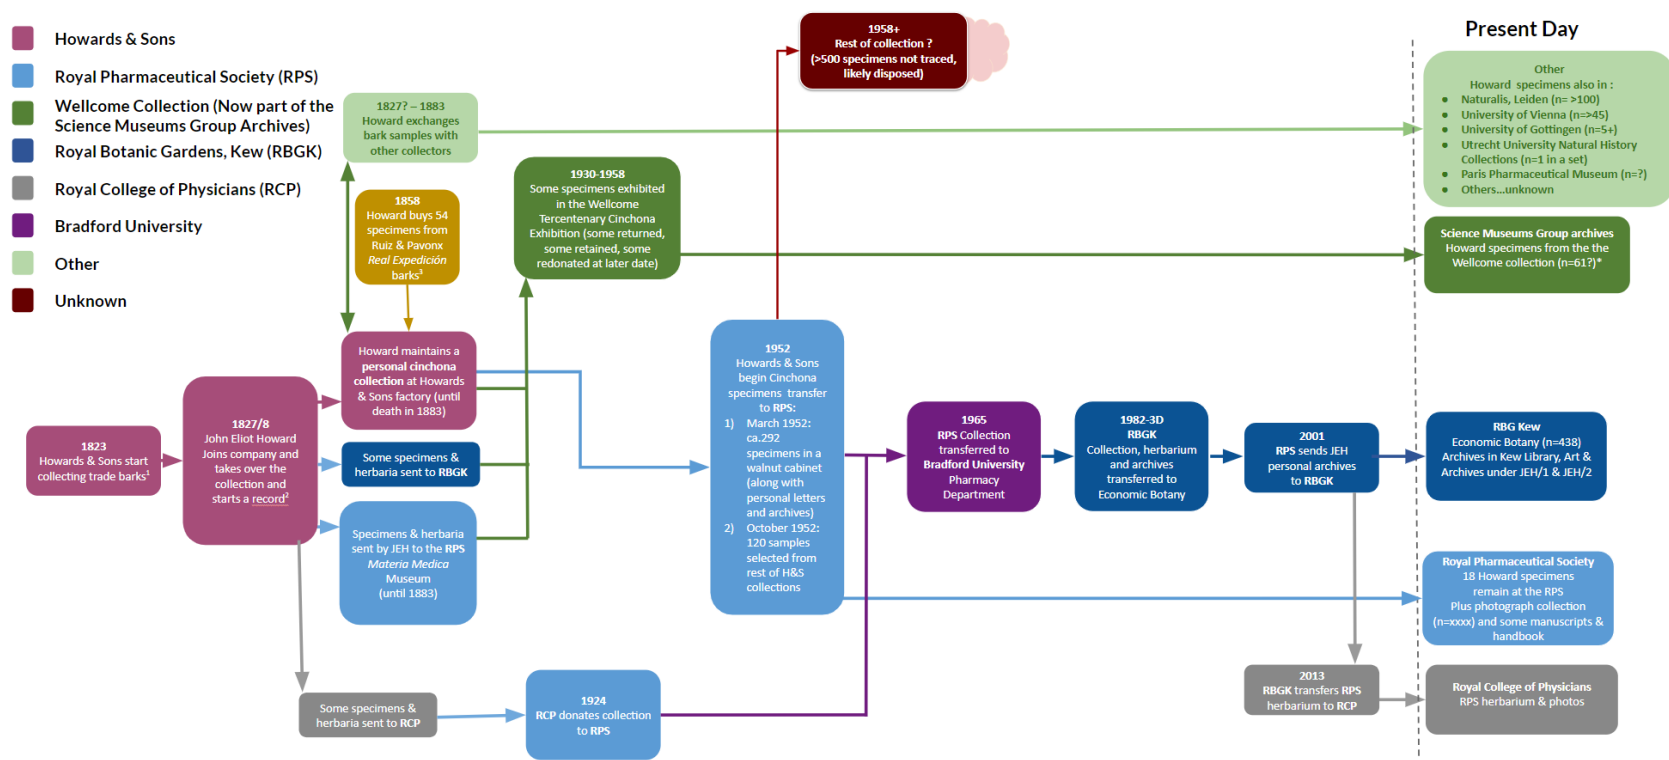 Howards & Sons
Royal Pharmaceutical Society (RPS)
Wellcome Collection (Now part of the
Science Museums Group Archives)
Royal Botanic Gardens, Kew (RBGK)
Royal College of Physicians (RCP)
Bradford University
Other
Unknown
1823
Howards & Sons start
collecting trade barks¹
1827/8
John Eliot Howard
Joins company and
takes over the
collection and
starts a record²
1827? – 1883
Howard exchanges
bark samples with
other collectors
1858
Howard buys 54
specimens from
Ruiz & Pavonx
Real Expedición
barks³
Howard maintains a
personal cinchona
collection at Howards
& Sons factory (until
death in 1883)
Some specimens &
herbaria sent to RBGK
Specimens & herbaria
sent by JEH to the RPS
Materia Medica
Museum
(until 1883)
Some specimens &
herbaria sent to RCP
1930-1958
Some specimens exhibited
in the Wellcome
Tercentenary Cinchona
Exhibition (some returned,
some retained, some
redonated at later date)
1924
RCP donates collection
to RPS
1958+
Rest of collection ?
(>500 specimens not traced,
likely disposed)
1952
Howards & Sons
begin Cinchona
specimens transfer
to RPS:
1) March 1952:
ca.292
specimens in a
walnut cabinet
(along with
personal letters
and archives)
2) October 1952:
120 samples
selected from
rest of H&S
collections
1965
RPS Collection
transferred to
Bradford University
Pharmacy
Department
1982-3D
RBGK
Collection, herbarium
and archives
transferred to
Economic Botany
2001
RPS sends JEH
personal archives
to RBGK
2013
RBGK transfers RPS
herbarium to RCP
Present Day
Other
Howard specimens also in :
● Naturalis, Leiden (n= >100)
● University of Vienna (n=>45)
● University of Gottingen (n=5+)
● Utrecht University Natural History
Collections (n=1 in a set)
● Paris Pharmaceutical Museum (n=?)
● Others...unknown
Science Museums Group archives
Howard specimens from the the
Wellcome collection (n=61?)*
RBG Kew
Economic Botany (n=438)
Archives in Kew Library, Art &
Archives under JEH/1 & JEH/2
Royal Pharmaceutical Society
18 Howard specimens
remain at the RPS
Plus photograph collection
(n=xxxx) and some manuscripts &
handbook
Royal College of Physicians
RPS herbarium & photos